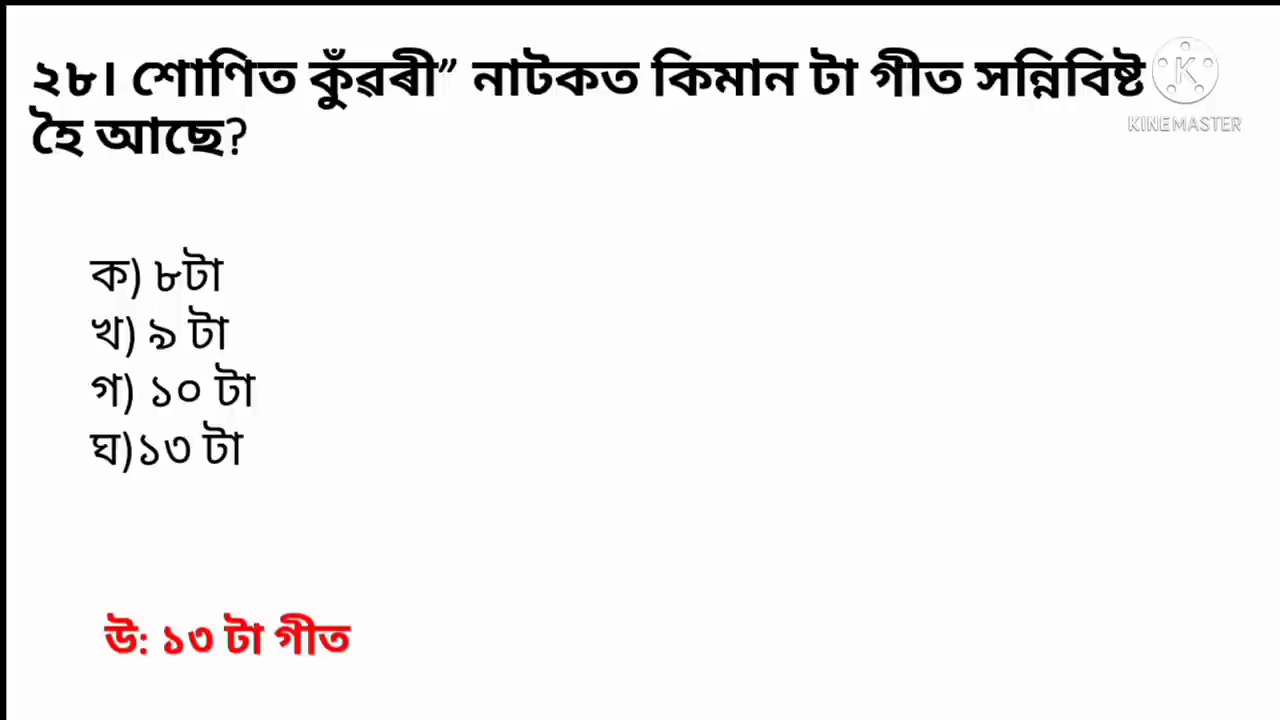 ২৮। শোণিত কুঁৱৰী” নাটকত কিমান টা গীত সন্নিবিষ্ট
হৈ আছে?
KINEMASTER
ক) ৮টা
খ) ৯ টা
গ) ১০ টা
ঘ)১৩ টা
উ: ১৩ টা গীত